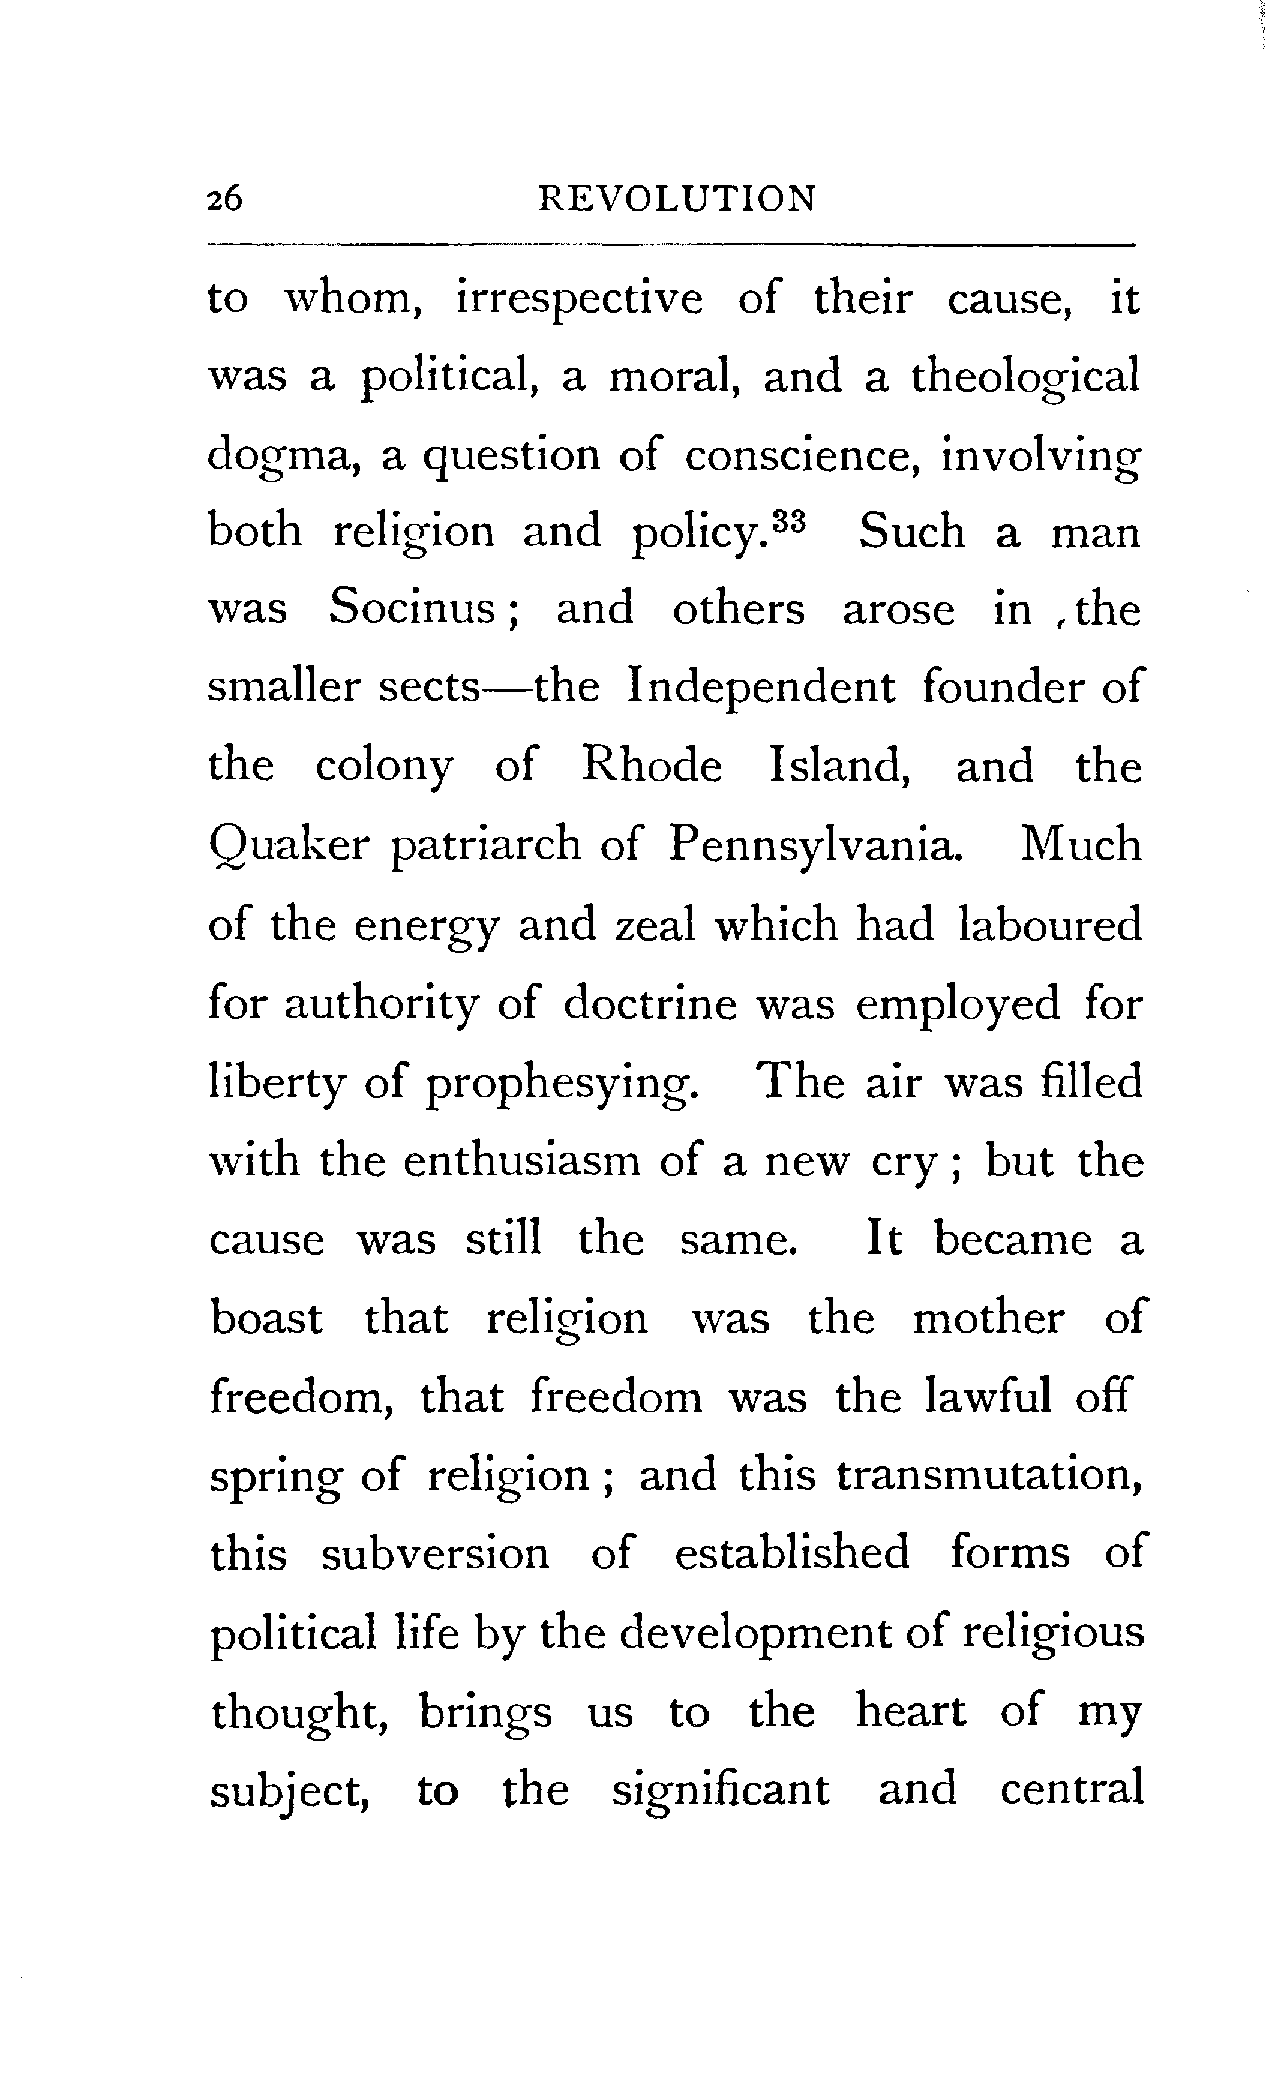 26 REVOLUTION
to whom, irrespective of their cause, it
was a political, a moral, and a theological
dogma, a question of conscience, involving
both religion and policy.³³ Such a man
was Socinus ; and others arose in the
smaller sects—the Independent founder of
the colony of Rhode Island, and the
Quaker patriarch of Pennsylvania. Much
of the energy and zeal which had laboured
for authority of doctrine was employed for
liberty of prophesying. The air was filled
with the enthusiasm of a new cry ; but the
cause was still the same. It became a
boast that religion was the mother of
freedom, that freedom was the lawful off
spring of religion ; and this transmutation,
this subversion of established forms of
political life by the development of religious
thought, brings us to the heart of my
subject, to the significant and central